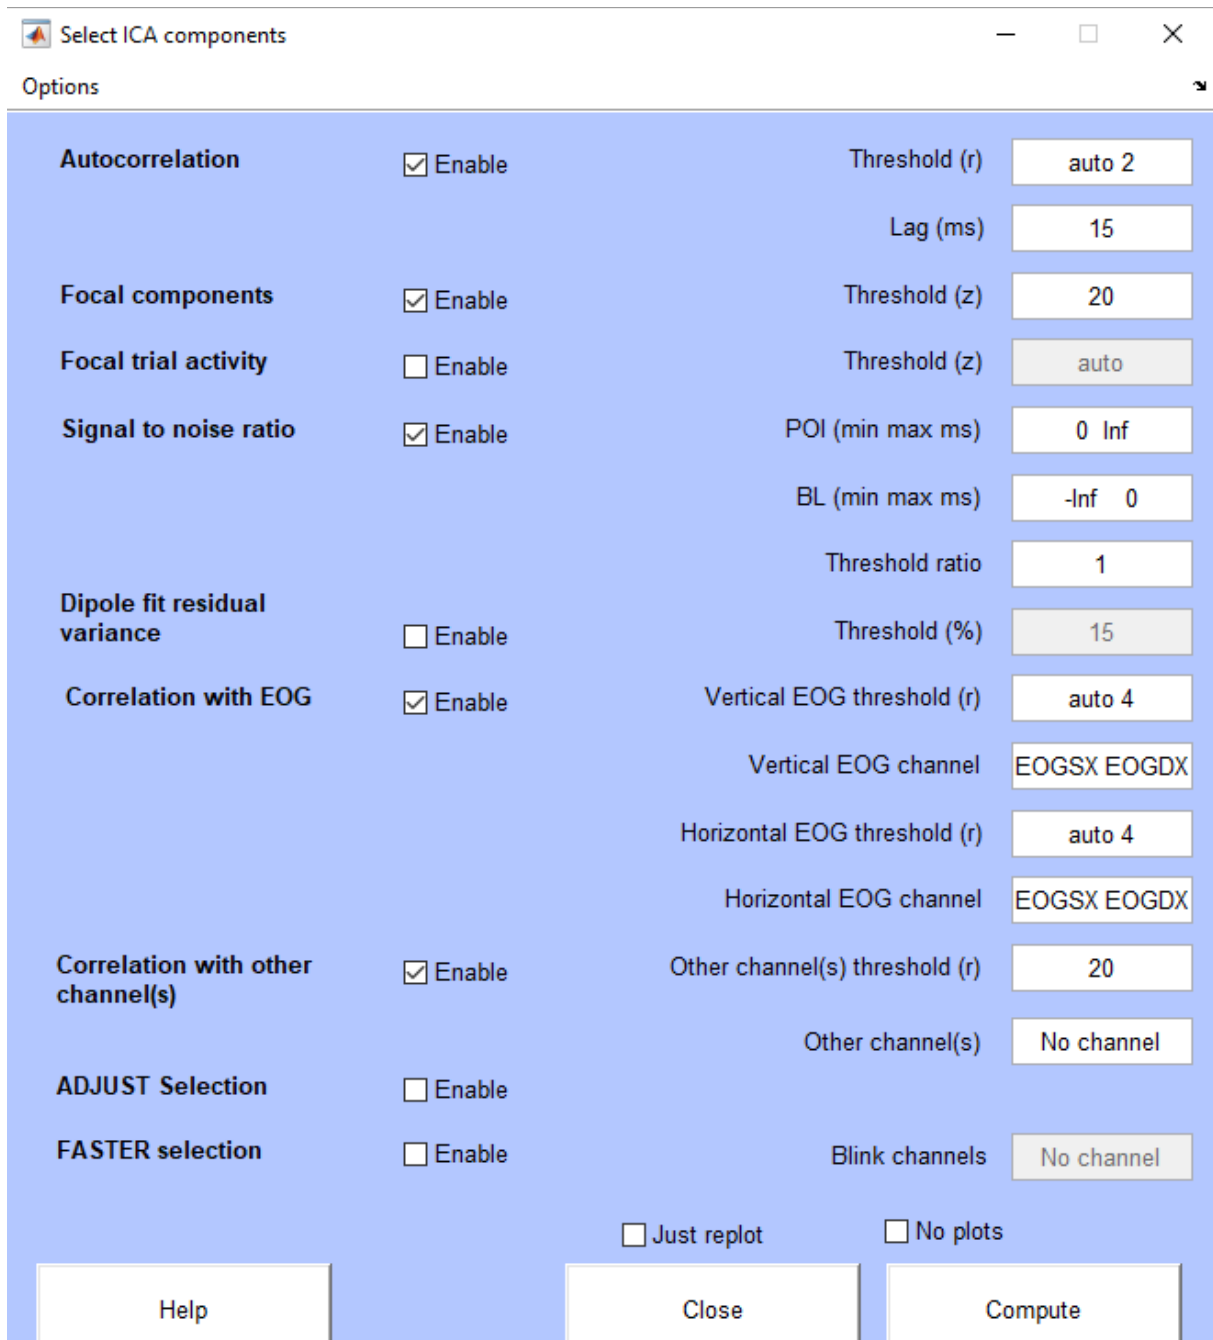 Select ICA components
Options
Autocorrelation Enable Threshold (r) auto 2
Lag (ms) 15
Focal components Enable Threshold (z) 20
Focal trial activity Enable Threshold (z) auto
Signal to noise ratio Enable POI (min max ms) 0 Inf
BL (min max ms) -Inf 0
Threshold ratio 1
Dipole fit residual
variance Enable Threshold (%) 15
Correlation with EOG Enable Vertical EOG threshold (r) auto 4
Vertical EOG channel EOGSX EOGDX
Horizontal EOG threshold (r) auto 4
Horizontal EOG channel EOGSX EOGDX
Correlation with other
channel(s) Enable Other channel(s) threshold (r) 20
Other channel(s) No channel
ADJUST Selection Enable
FASTER selection Enable Blink channels No channel
Just replot No plots
Help Close Compute